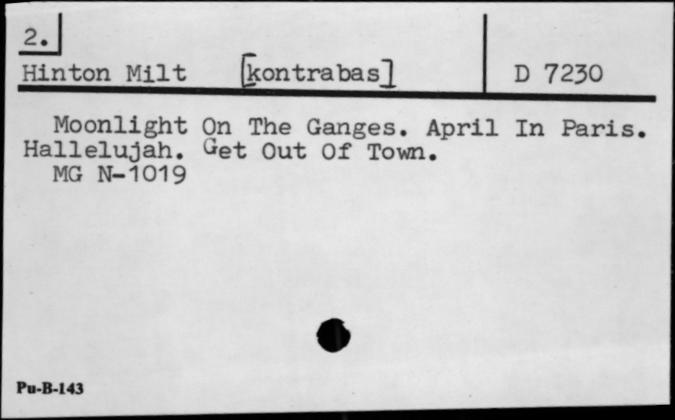 2.
Hinton Milt [kontrabas] D 7230
Moonlight On The Ganges. April In Paris.
Hallelujah. Get Out Of Town.
MG N-1019
Pu-B-143